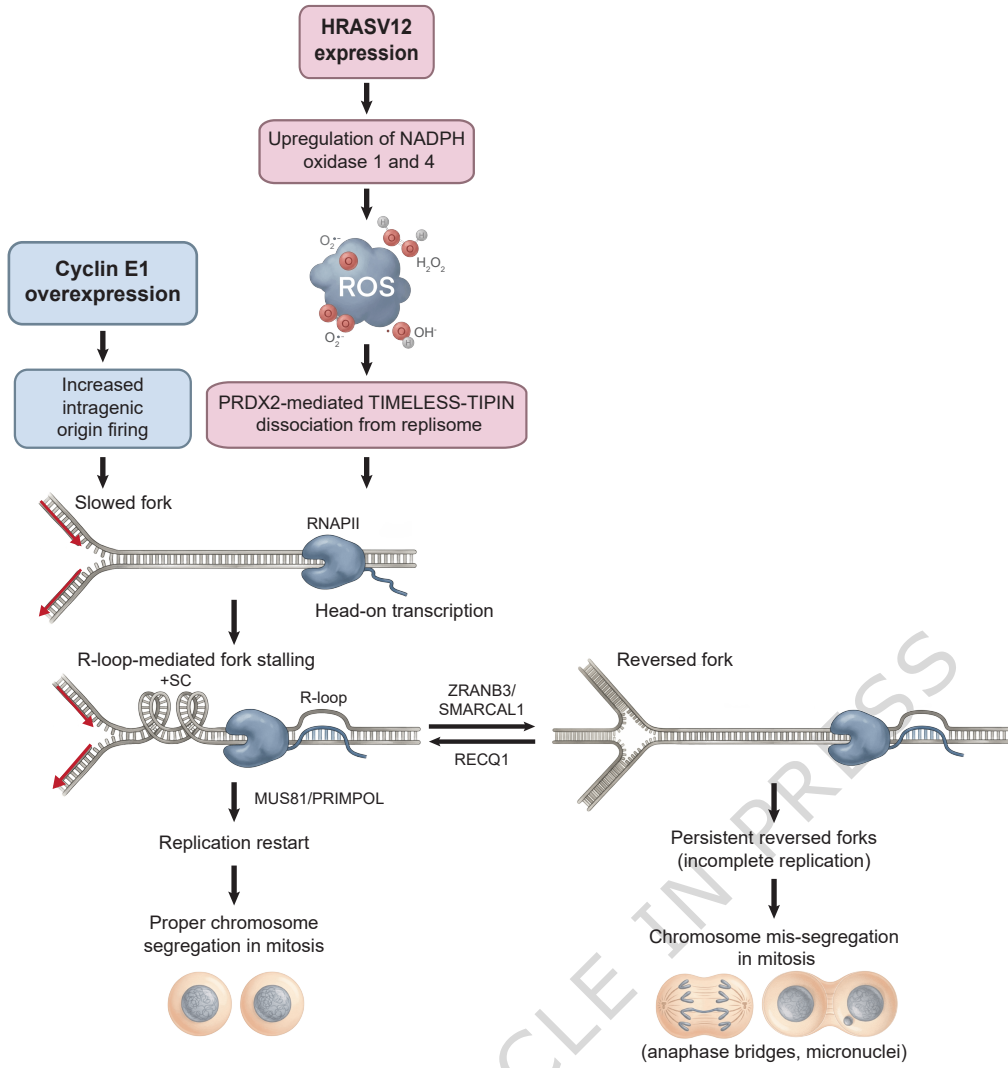 HRASV12
expression
Upregulation of NADPH
oxidase 1 and 4
O₂•-
H
O
O
H
H₂O₂
O
ROS
O
O
O₂•-
•
O
H
OH-
Cyclin E1
overexpression
Increased
intragenic
origin firing
PRDX2-mediated TIMELESS-TIPIN
dissociation from replisome
Slowed fork
RNAPII
Head-on transcription
R-loop-mediated fork stalling
+SC
R-loop
ZRANB3/
SMARCAL1
RECQ1
Reversed fork
MUS81/PRIMPOL
Replication restart
Proper chromosome
segregation in mitosis
Persistent reversed forks
(incomplete replication)
Chromosome mis-segregation
in mitosis
(anaphase bridges, micronuclei)
CLE IN PRESS